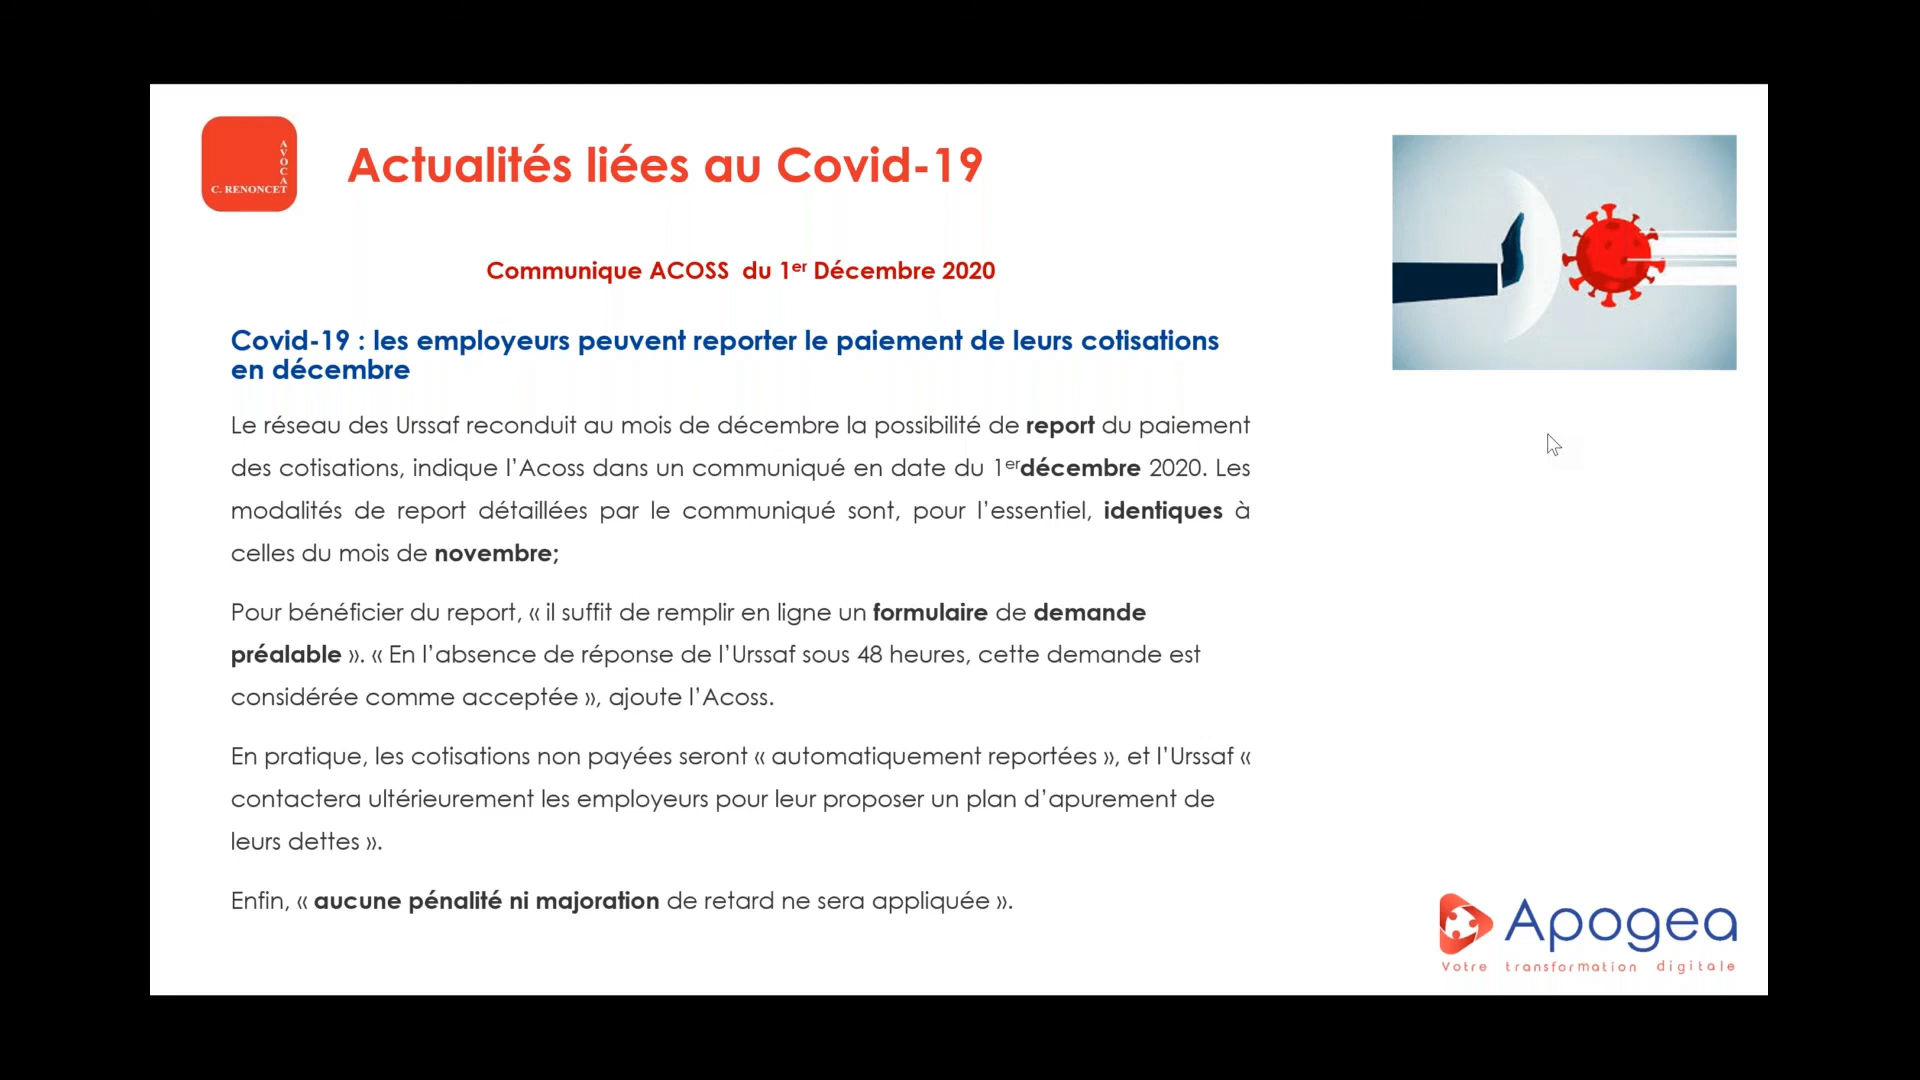 AVOCAT
C. RENONCET
Actualités liées au Covid-19
Communique ACOSS du 1er Décembre 2020
Covid-19 : les employeurs peuvent reporter le paiement de leurs cotisations
en décembre
Le réseau des Urssaf reconduit au mois de décembre la possibilité de report du paiement
des cotisations, indique l’Acoss dans un communiqué en date du 1erdécembre 2020. Les
modalités de report détaillées par le communiqué sont, pour l’essentiel, identiques à
celles du mois de novembre;
Pour bénéficier du report, « il suffit de remplir en ligne un formulaire de demande
préalable ». « En l’absence de réponse de l’Urssaf sous 48 heures, cette demande est
considérée comme acceptée », ajoute l’Acoss.
En pratique, les cotisations non payées seront « automatiquement reportées », et l’Urssaf «
contactera ultérieurement les employeurs pour leur proposer un plan d’apurement de
leurs dettes ».
Enfin, « aucune pénalité ni majoration de retard ne sera appliquée ».
Apogea
Votre transformation digitale